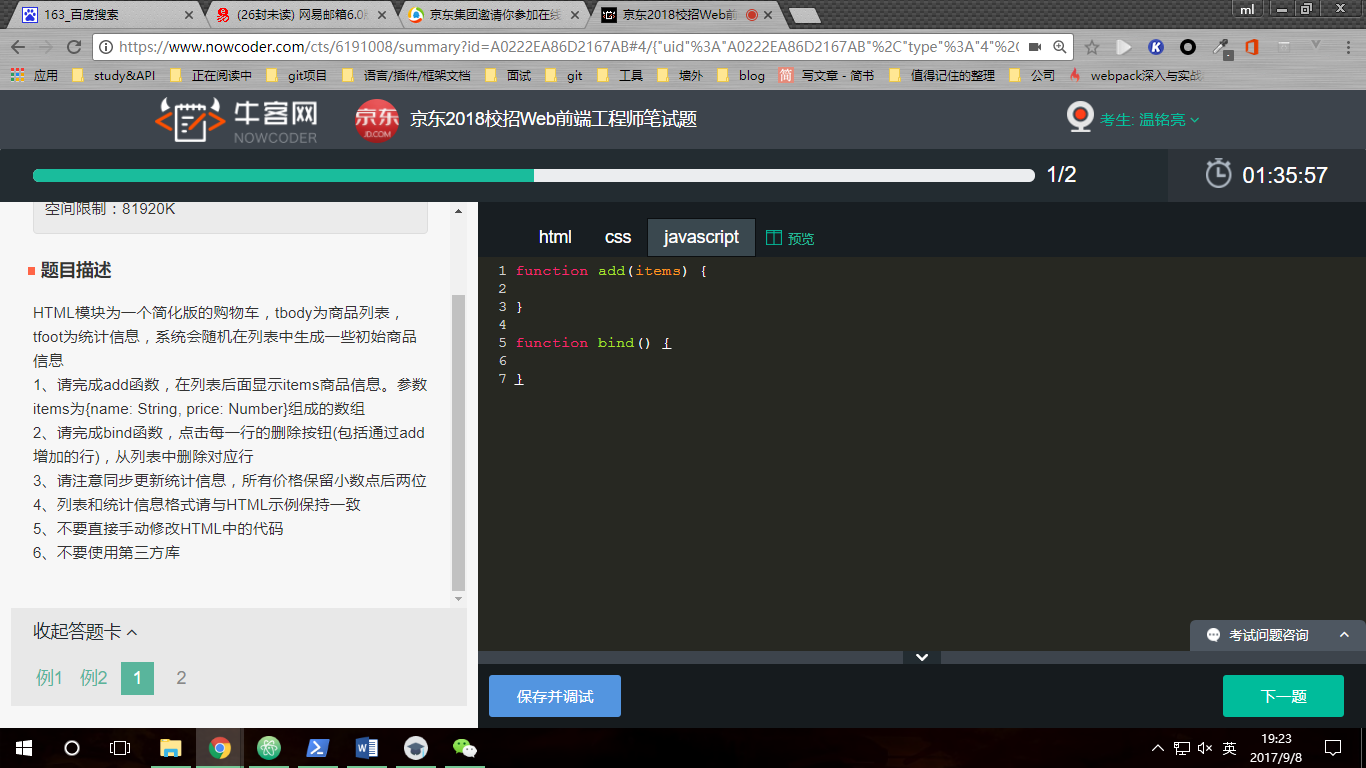 163_百度搜索
(26封未读) 网易邮箱6.0
京东集团邀请你参加在线
京东2018校招Web前
ml
https://www.nowcoder.com/cts/6191008/summary?id=A0222EA86D2167AB#4/{"uid"%3A"A0222EA86D2167AB"%2C"type"%3A"4"%2C
应用 study&API 正在阅读中 git项目 语言/插件/框架文档 面试 git 工具 墙外 blog 简 写文章 - 简书 值得记住的整理 公司 webpack深入与实战
牛客网
NOWCODER
京东
JD.COM
京东2018校招Web前端工程师笔试题
考生: 温铭亮
1/2
01:35:57
空间限制：81920K
题目描述
HTML模块为一个简化版的购物车，tbody为商品列表，
tfoot为统计信息，系统会随机在列表中生成一些初始商品
信息
1、请完成add函数，在列表后面显示items商品信息。参数
items为{name: String, price: Number}组成的数组
2、请完成bind函数，点击每一行的删除按钮(包括通过add
增加的行)，从列表中删除对应行
3、请注意同步更新统计信息，所有价格保留小数点后两位
4、列表和统计信息格式请与HTML示例保持一致
5、不要直接手动修改HTML中的代码
6、不要使用第三方库
收起答题卡
例1 例2 1 2
html css javascript 预览
1 function add(items) {
2
3 }
4
5 function bind() {
6
7 }
考试问题咨询
保存并调试
下一题
英
19:23
2017/9/8